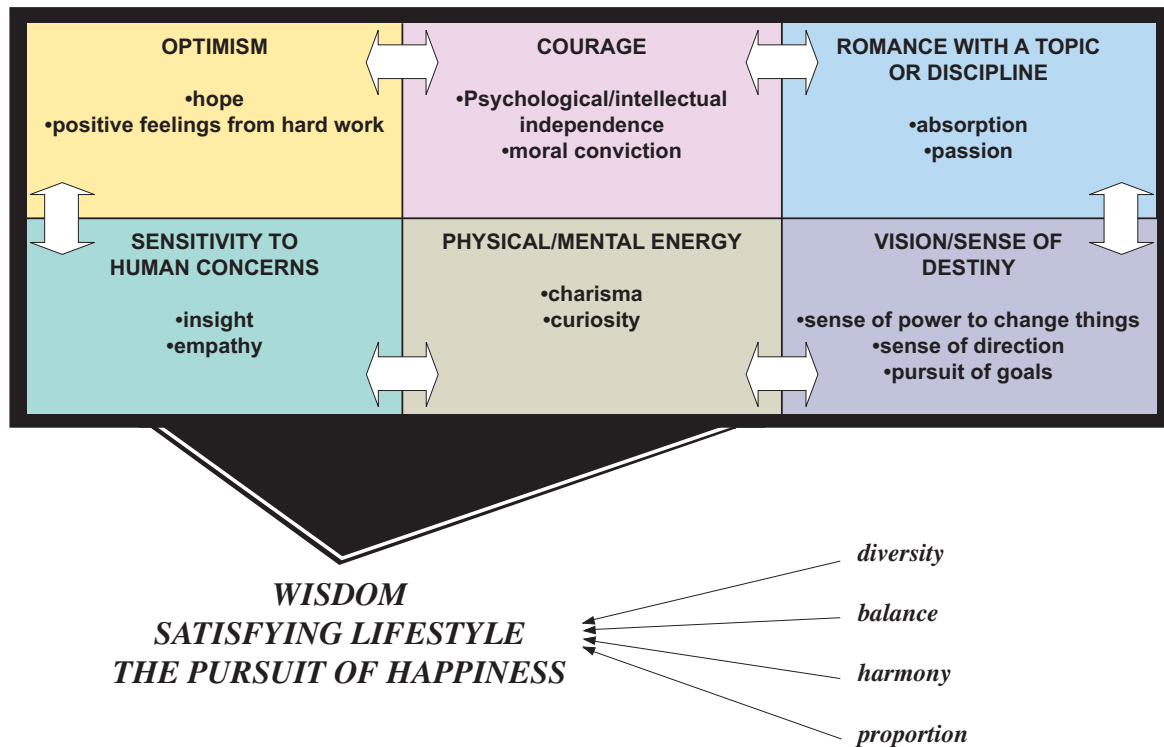 OPTIMISM
•hope
•positive feelings from hard work
COURAGE
•Psychological/intellectual
independence
•moral conviction
ROMANCE WITH A TOPIC
OR DISCIPLINE
•absorption
•passion
SENSITIVITY TO
HUMAN CONCERNS
•insight
•empathy
PHYSICAL/MENTAL ENERGY
•charisma
•curiosity
VISION/SENSE OF
DESTINY
•sense of power to change things
•sense of direction
•pursuit of goals
WISDOM
SATISFYING LIFESTYLE
THE PURSUIT OF HAPPINESS
diversity
balance
harmony
proportion